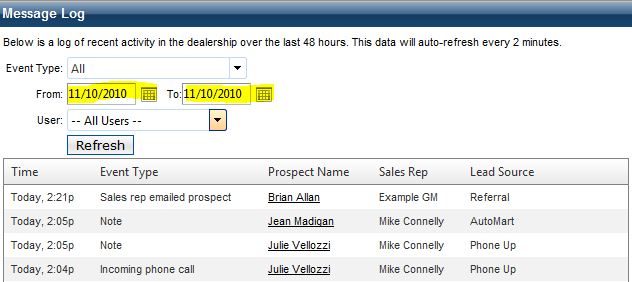 Message Log
Below is a log of recent activity in the dealership over the last 48 hours. This data will auto-refresh every 2 minutes.
Event Type: All
From: 11/10/2010 To: 11/10/2010
User: -- All Users --
Refresh
Time Event Type Prospect Name Sales Rep Lead Source
Today, 2:21p Sales rep emailed prospect Brian Allan Example GM Referral
Today, 2:05p Note Jean Madigan Mike Connelly AutoMart
Today, 2:05p Note Julie Vellozzi Mike Connelly Phone Up
Today, 2:04p Incoming phone call Julie Vellozzi Mike Connelly Phone Up